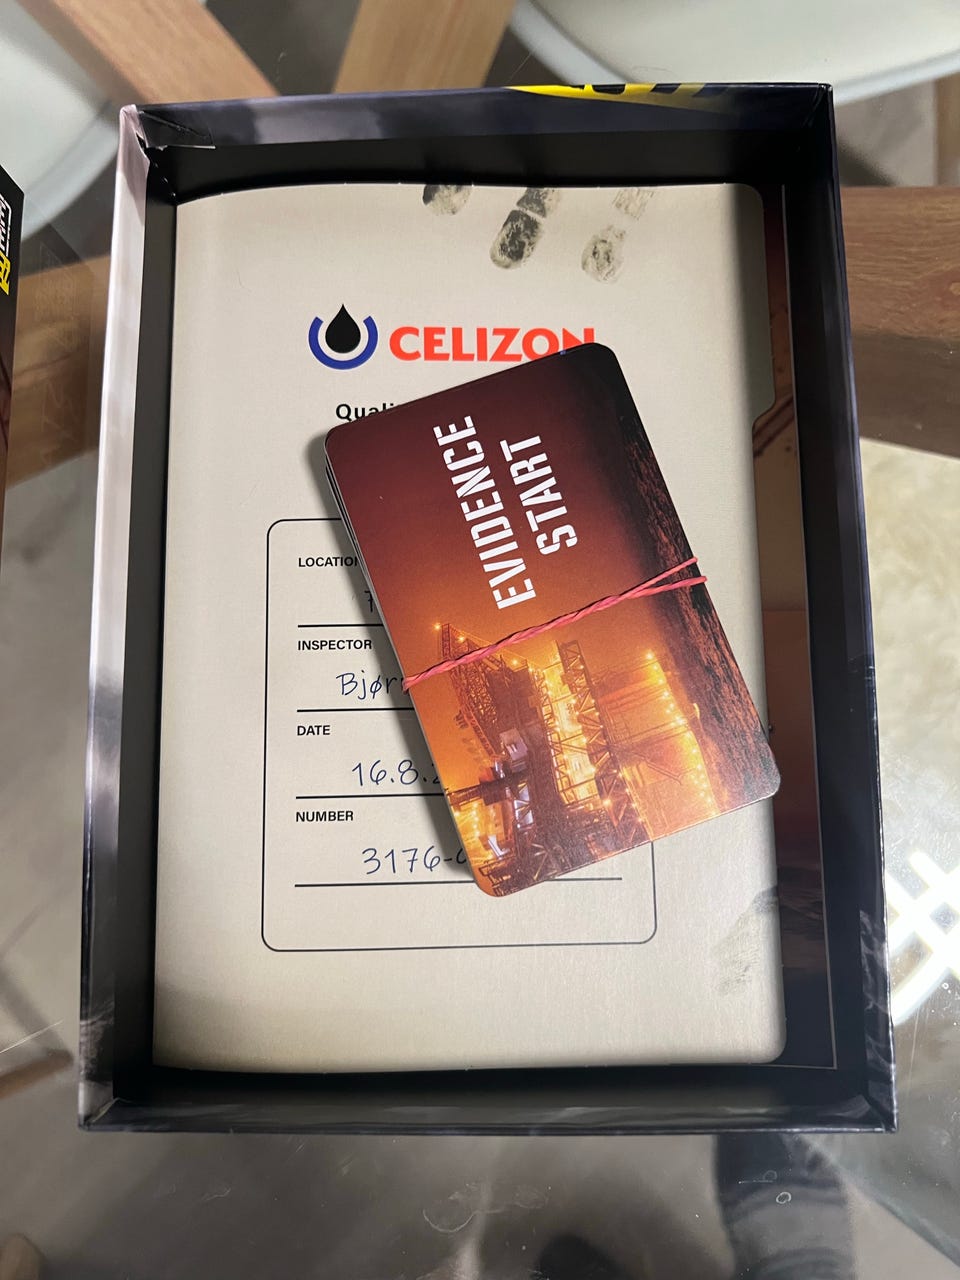 CELIZON
EVIDENCE
START
LOCATION
INSPECTOR
DATE
16.8.
NUMBER
3176-